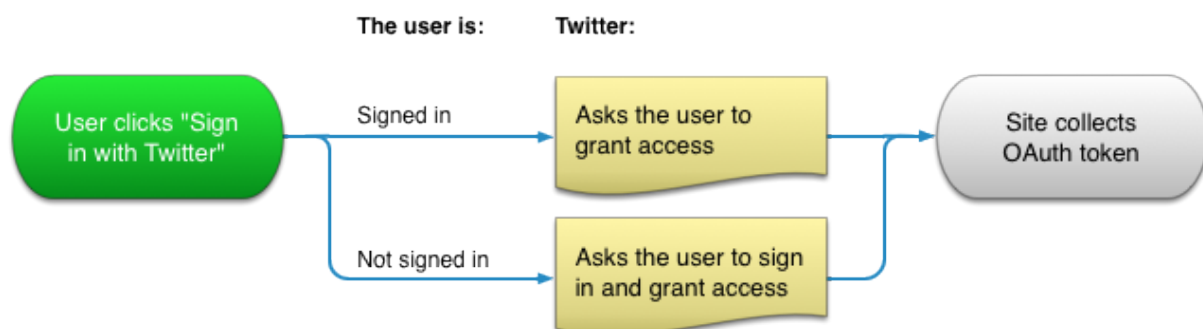 The user is: Twitter:
User clicks "Sign
in with Twitter"
Signed in
Asks the user to
grant access
Site collects
OAuth token
Not signed in
Asks the user to sign
in and grant access